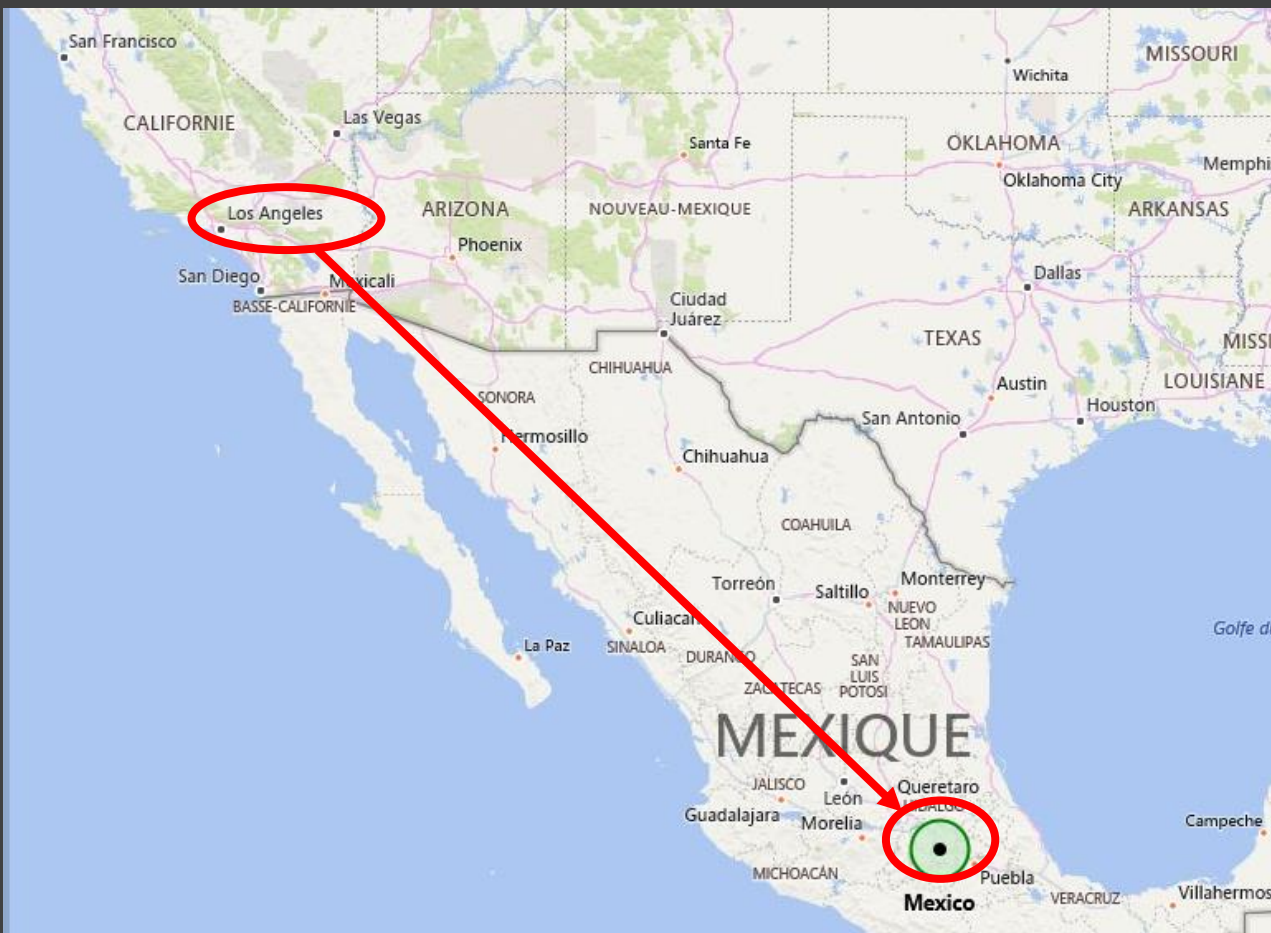 San Francisco
MISSOURI
Wichita
CALIFORNIE
Las Vegas
Santa Fe
OKLAHOMA
Memphi
Oklahoma City
Los Angeles
ARIZONA
NOUVEAU-MEXIQUE
ARKANSAS
Phoenix
San Diego
Mexicali
Dallas
BASSE-CALIFORNIE
Ciudad
Juárez
TEXAS
MISSI
CHIHUAHUA
LOUISIANE
Austin
SONORA
Houston
San Antonio
Hermosillo
Chihuahua
COAHUILA
Torreón
Saltillo
Monterrey
NUEVO
LEON
Culiacan
TAMAULIPAS
Golfe du
La Paz
SINALOA
DURANGO
SAN
LUIS
POTOSI
ZACATECAS
MEXIQUE
JALISCO
León
Queretaro
HIDALGO
Guadalajara
Morelia
Campeche
MICHOACÁN
Puebla
Mexico
VERACRUZ
Villahermos